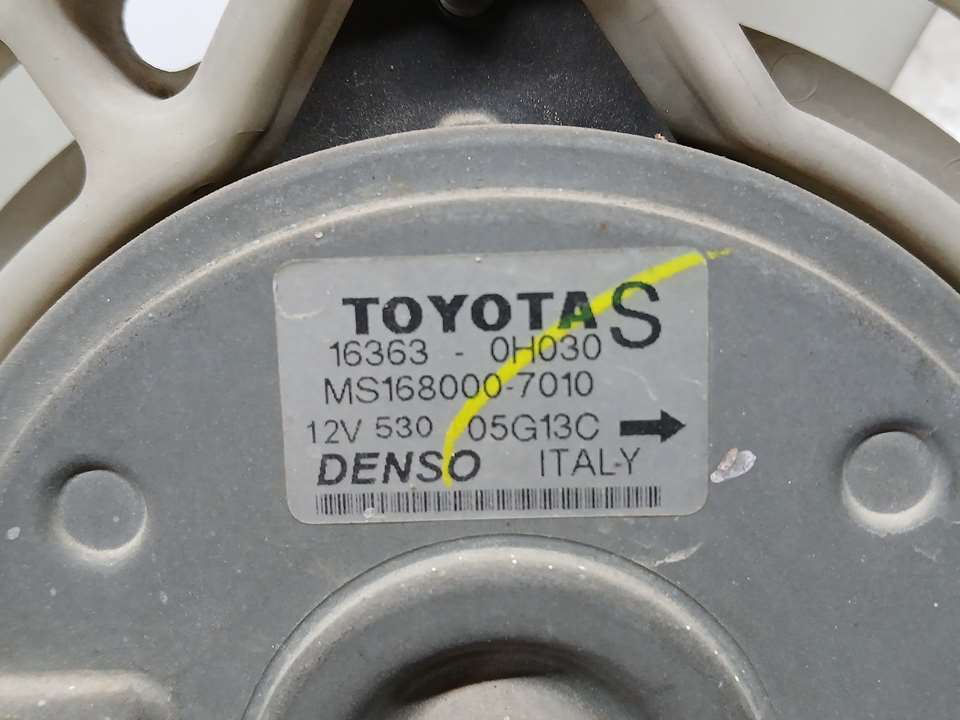 TOYOTA S
16363 - 0H030
MS168000-7010
12V 530 05G13C
DENSO ITALY